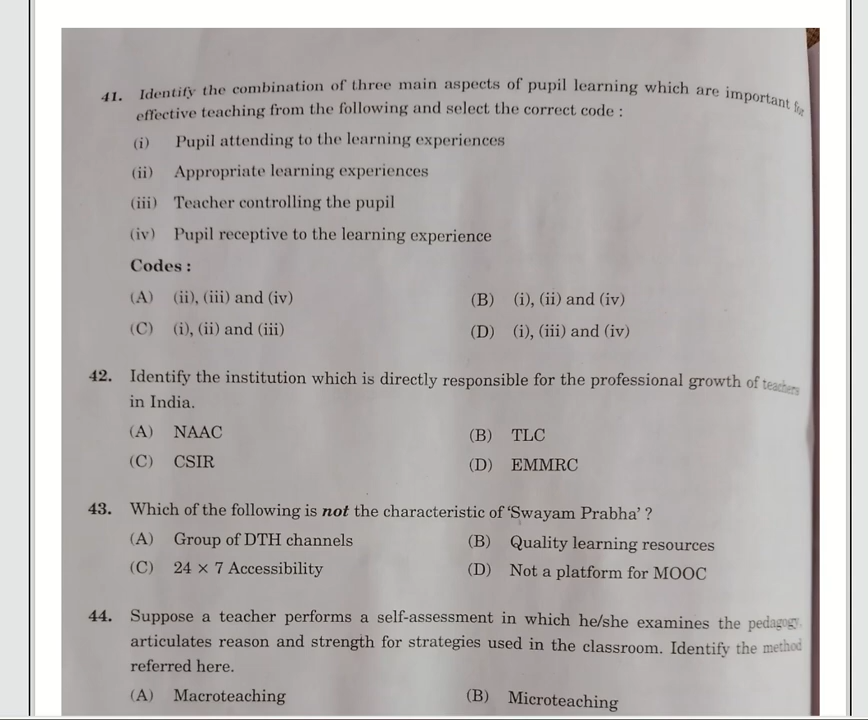 41. Identify the combination of three main aspects of pupil learning which are important for
effective teaching from the following and select the correct code :
(i) Pupil attending to the learning experiences
(ii) Appropriate learning experiences
(iii) Teacher controlling the pupil
(iv) Pupil receptive to the learning experience
Codes :
(A) (ii), (iii) and (iv) (B) (i), (ii) and (iv)
(C) (i), (ii) and (iii) (D) (i), (iii) and (iv)
42. Identify the institution which is directly responsible for the professional growth of teachers
in India.
(A) NAAC (B) TLC
(C) CSIR (D) EMMRC
43. Which of the following is not the characteristic of ‘Swayam Prabha’ ?
(A) Group of DTH channels (B) Quality learning resources
(C) 24 × 7 Accessibility (D) Not a platform for MOOC
44. Suppose a teacher performs a self-assessment in which he/she examines the pedagogy,
articulates reason and strength for strategies used in the classroom. Identify the method
referred here.
(A) Macroteaching (B) Microteaching